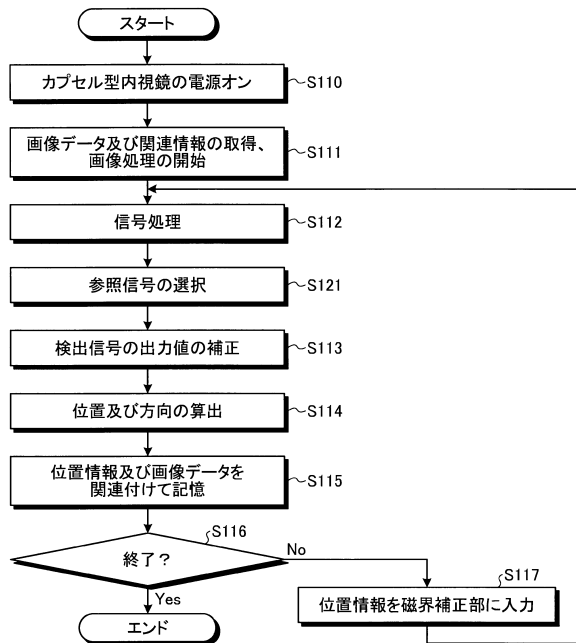 スタート
カプセル型内視鏡の電源オン
S110
画像データ及び関連情報の取得、
画像処理の開始
S111
信号処理
S112
参照信号の選択
S121
検出信号の出力値の補正
S113
位置及び方向の算出
S114
位置情報及び画像データを
関連付けて記憶
S115
終了？
S116
No
Yes
S117
位置情報を磁界補正部に入力
エンド